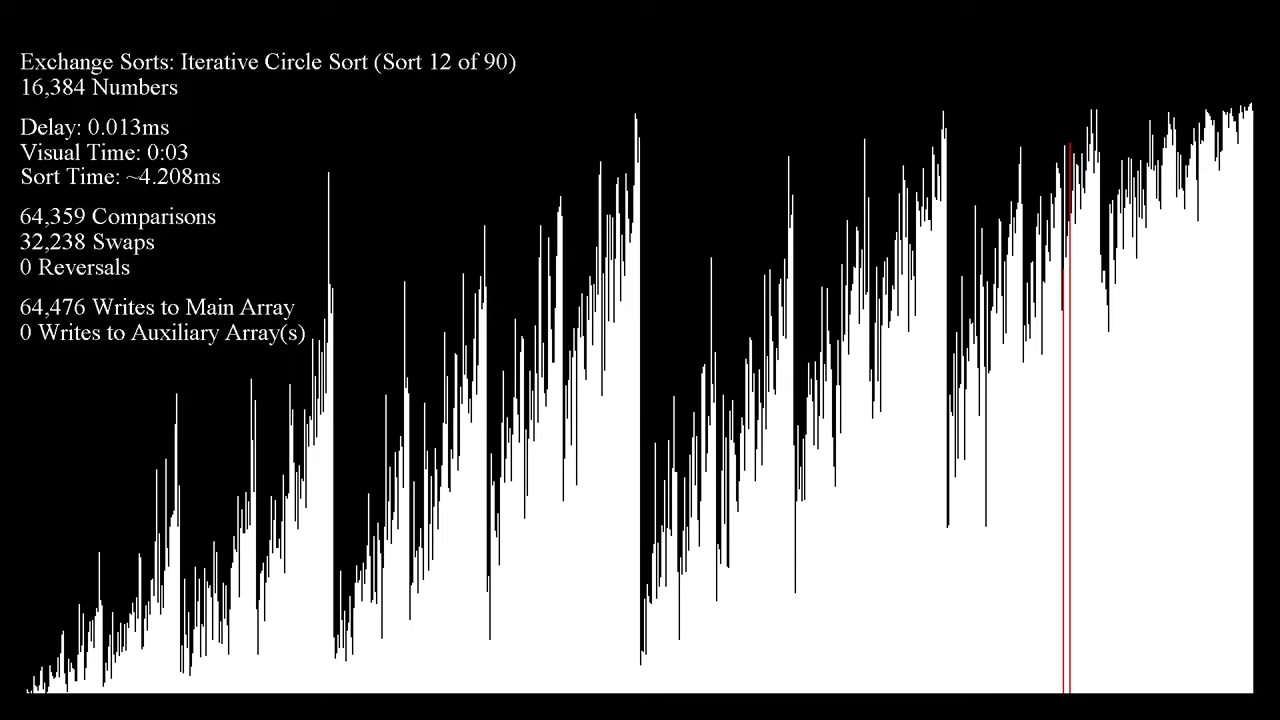 Exchange Sorts: Iterative Circle Sort (Sort 12 of 90)
16,384 Numbers
Delay: 0.013ms
Visual Time: 0:03
Sort Time: ~4.208ms
64,359 Comparisons
32,238 Swaps
0 Reversals
64,476 Writes to Main Array
0 Writes to Auxiliary Array(s)